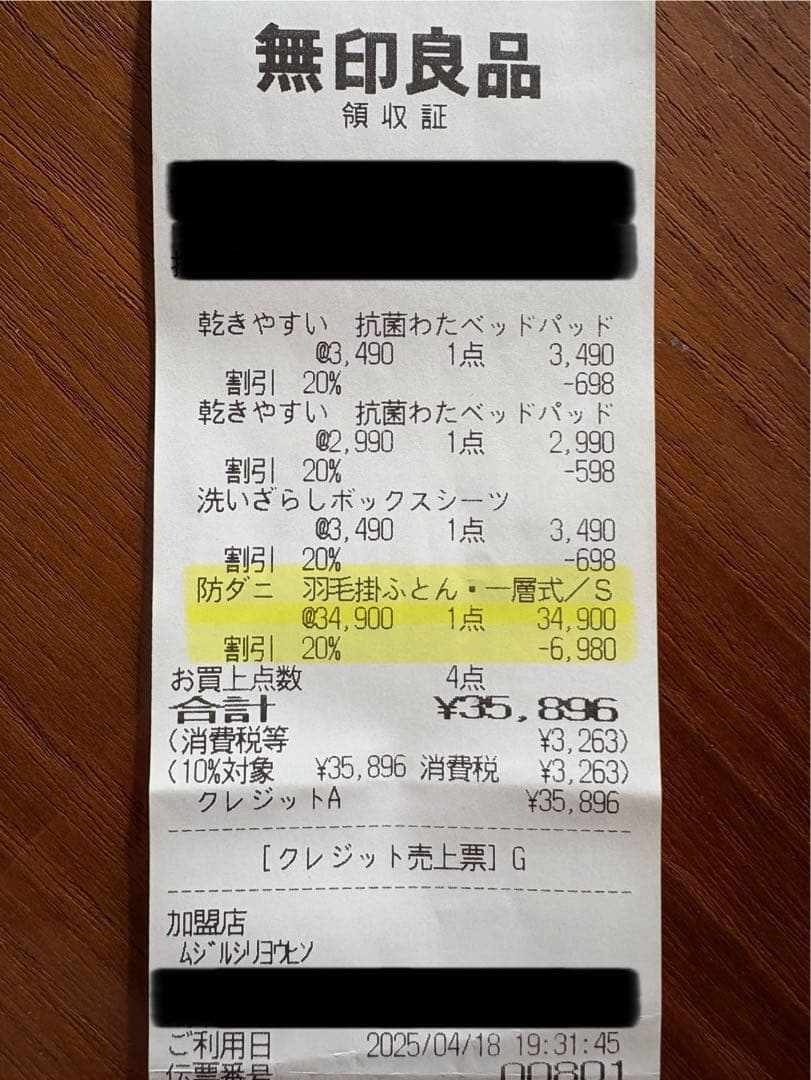 無印良品
領収証
乾きやすい 抗菌わたベッドパッド
@3,490 1点 3,490
割引 20% -698
乾きやすい 抗菌わたベッドパッド
@2,990 1点 2,990
割引 20% -598
洗いざらしボックスシーツ
@3,490 1点 3,490
割引 20% -698
防ダニ 羽毛掛ふとん・一層式/S
@34,900 1点 34,900
割引 20% -6,980
お買上点数 4点
合計 ¥35,896
(消費税等 ¥3,263)
(10%対象 ¥35,896 消費税 ¥3,263)
クレジットA ¥35,896
[クレジット売上票] G
加盟店
ムジルシリヨウヒン
ご利用日 2025/04/18 19:31:45
伝票番号 00801